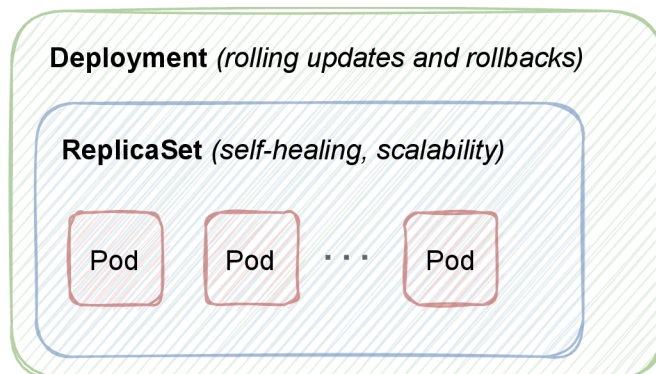 Deployment (rolling updates and rollbacks)
ReplicaSet (self-healing, scalability)
Pod Pod ... Pod